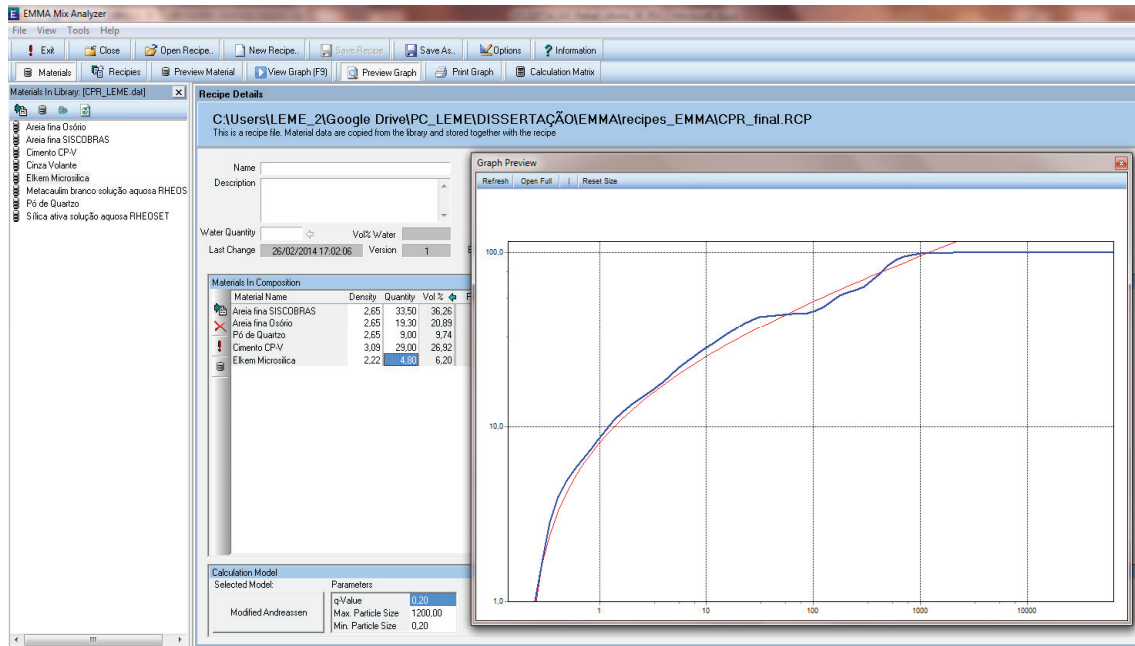 EMMA Mix Analyzer
File View Tools Help
Exit Close Open Recipe.. New Recipe.. Save Recipe Save As.. Options Information
Materials Recipies Preview Material View Graph (F9) Preview Graph Print Graph Calculation Matrix
Materials In Library: [CPR_LEME.dat]
Areia fina Osório
Areia fina SISCOBRAS
Cimento CP-V
Cinza Volante
Elkem Microsilica
Metacaulim branco solução aquosa RHEOS
Pó de Quartzo
Sílica ativa solução aquosa RHEOSET
Recipe Details
C:\Users\LEME_2\Google Drive\PC_LEME\DISSERTAÇÃO\EMMA\recipes_EMMA\CPR_final.RCP
This is a recipe file. Material data are copied from the library and stored together with the recipe
Name
Description
Water Quantity Vol% Water
Last Change 26/02/2014 17:02:06 Version 1
Materials In Composition
Material Name Density Quantity Vol %
Areia fina SISCOBRAS 2,65 33,50 36,26
Areia fina Osório 2,65 19,30 20,89
Pó de Quartzo 2,65 9,00 9,74
Cimento CP-V 3,09 29,00 26,92
Elkem Microsilica 2,22 4,80 6,20
Calculation Model
Selected Model: Parameters
Modified Andreassen
q-Value 0,20
Max. Particle Size 1200,00
Min. Particle Size 0,20
Graph Preview
Refresh Open Full | Reset Size
100,0
10,0
1,0
1 10 100 1000 10000